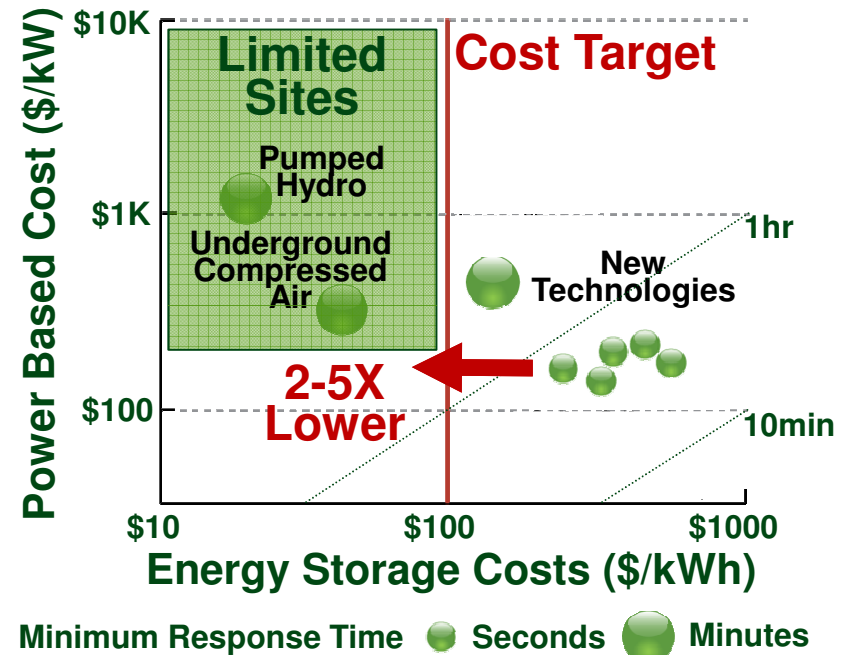 $10K
Limited
Sites
Cost Target
Pumped
Hydro
$1K
1hr
Underground
Compressed
Air
New
Technologies
2-5X
Lower
$100
10min
Power Based Cost ($/kW)
$10
$100
$1000
Energy Storage Costs ($/kWh)
Minimum Response Time
Seconds
Minutes